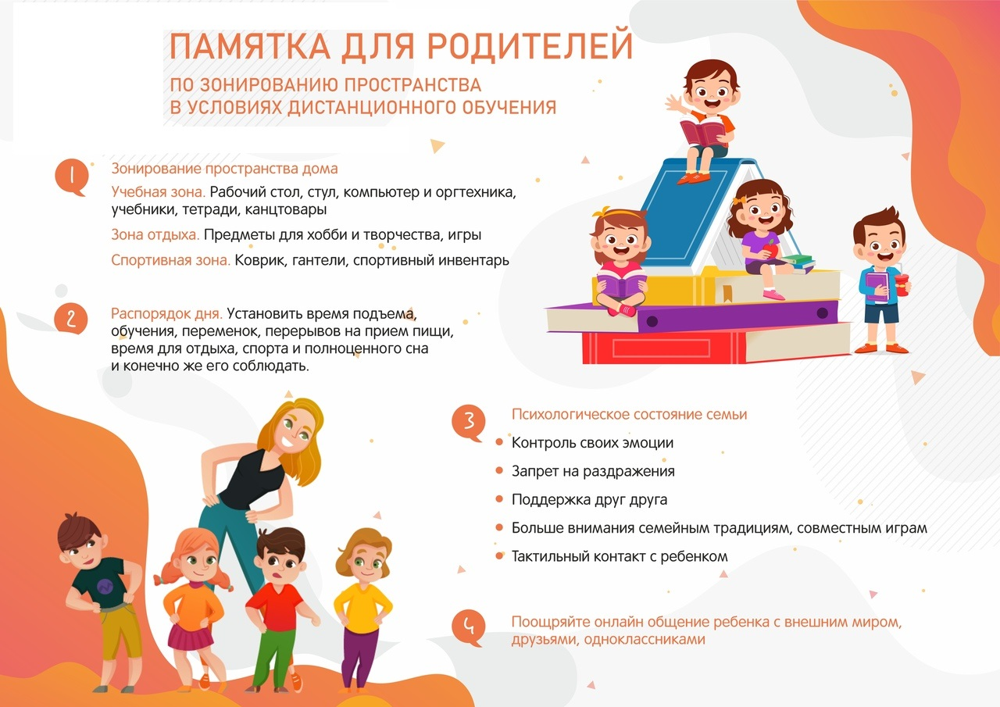 ПАМЯТКА ДЛЯ РОДИТЕЛЕЙ
ПО ЗОНИРОВАНИЮ ПРОСТРАНСТВА
В УСЛОВИЯХ ДИСТАНЦИОННОГО ОБУЧЕНИЯ
1
Зонирование пространства дома
Учебная зона. Рабочий стол, стул, компьютер и оргтехника,
учебники, тетради, канцтовары
Зона отдыха. Предметы для хобби и творчества, игры
Спортивная зона. Коврик, гантели, спортивный инвентарь
2
Распорядок дня. Установить время подъема,
обучения, переменок, перерывов на прием пищи,
время для отдыха, спорта и полноценного сна
и конечно же его соблюдать.
3
Психологическое состояние семьи
• Контроль своих эмоции
• Запрет на раздражения
• Поддержка друг друга
• Больше внимания семейным традициям, совместным играм
• Тактильный контакт с ребенком
4
Поощряйте онлайн общение ребенка с внешним миром,
друзьями, одноклассниками